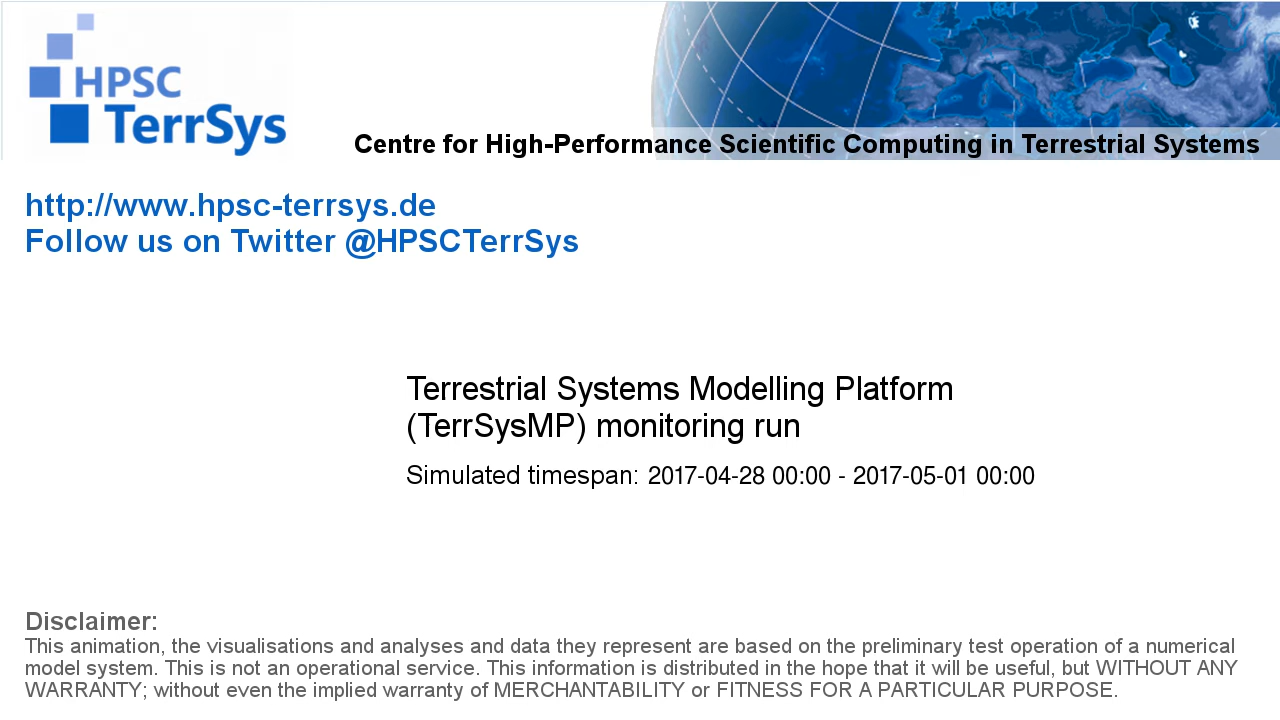 HPSC
TerrSys
Centre for High-Performance Scientific Computing in Terrestrial Systems
http://www.hpsc-terrsys.de
Follow us on Twitter @HPSCTerrSys
Terrestrial Systems Modelling Platform
(TerrSysMP) monitoring run
Simulated timespan: 2017-04-28 00:00 - 2017-05-01 00:00
Disclaimer:
This animation, the visualisations and analyses and data they represent are based on the preliminary test operation of a numerical
model system. This is not an operational service. This information is distributed in the hope that it will be useful, but WITHOUT ANY
WARRANTY; without even the implied warranty of MERCHANTABILITY or FITNESS FOR A PARTICULAR PURPOSE.